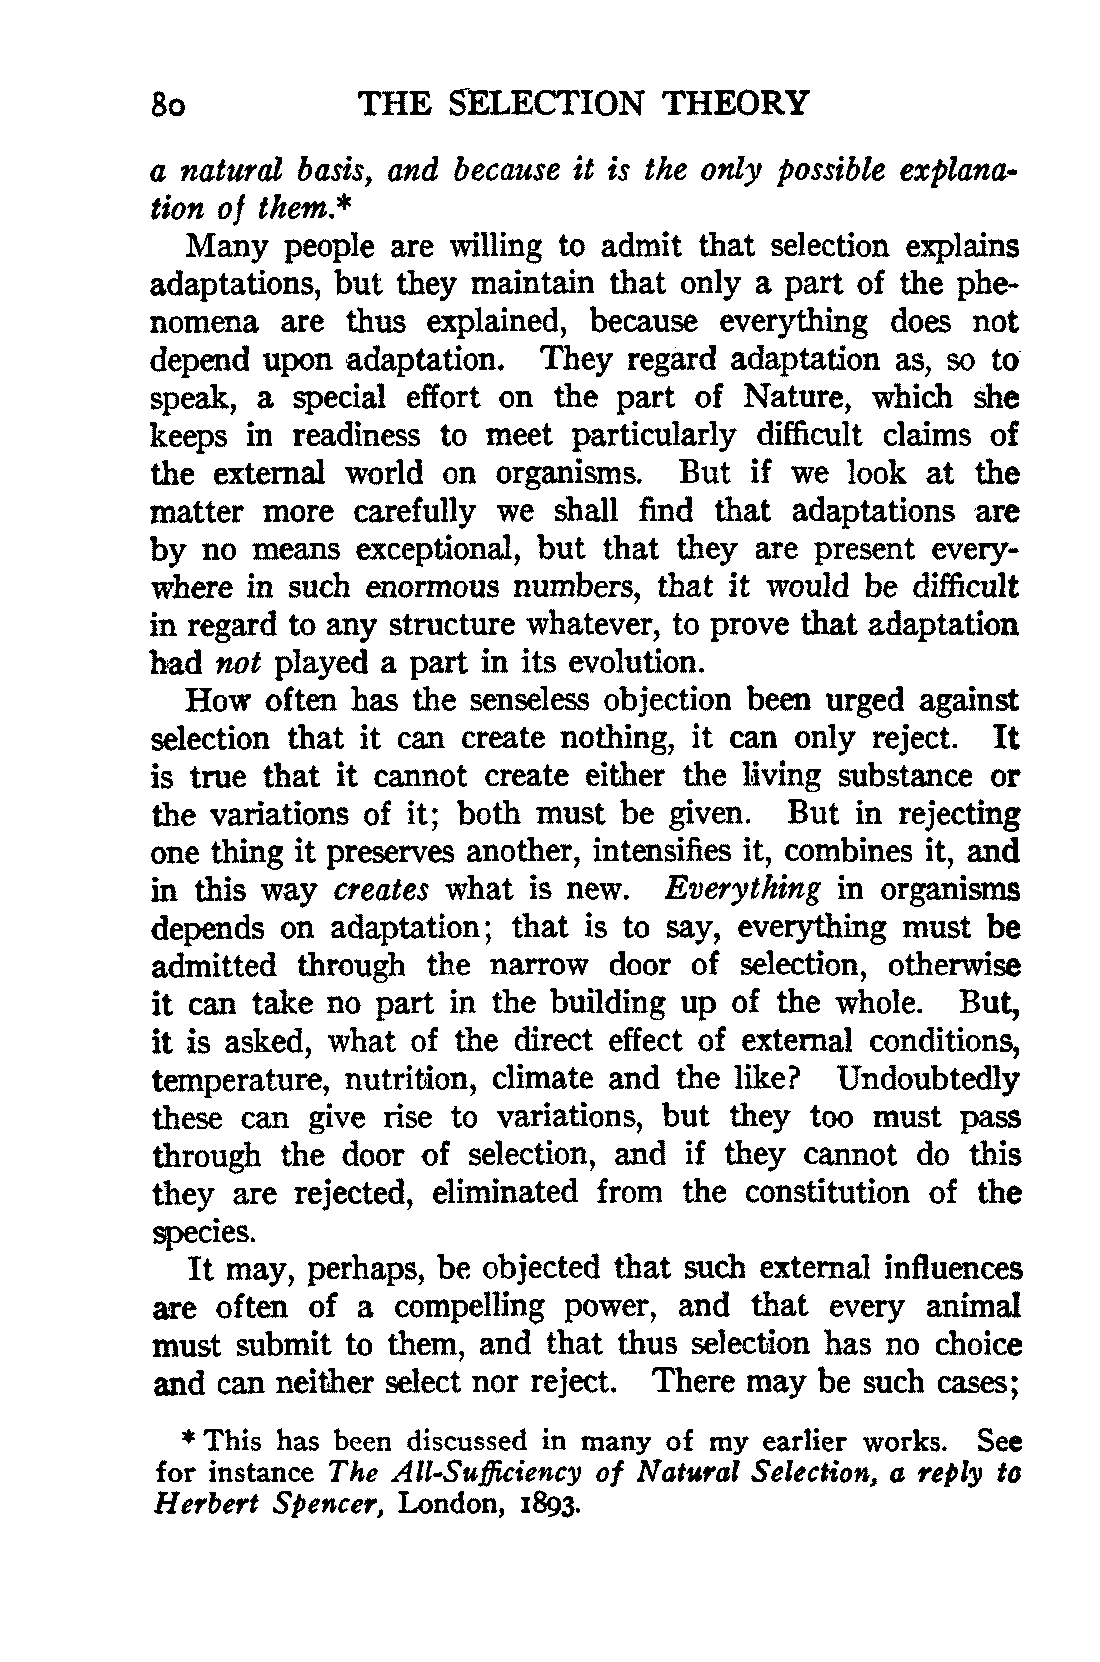 80 THE SELECTION THEORY
a natural basis, and because it is the only possible explana-
tion of them.*
Many people are willing to admit that selection explains
adaptations, but they maintain that only a part of the phe-
nomena are thus explained, because everything does not
depend upon adaptation. They regard adaptation as, so to
speak, a special effort on the part of Nature, which she
keeps in readiness to meet particularly difficult claims of
the external world on organisms. But if we look at the
matter more carefully we shall find that adaptations are
by no means exceptional, but that they are present every-
where in such enormous numbers, that it would be difficult
in regard to any structure whatever, to prove that adaptation
had not played a part in its evolution.
How often has the senseless objection been urged against
selection that it can create nothing, it can only reject. It
is true that it cannot create either the living substance or
the variations of it; both must be given. But in rejecting
one thing it preserves another, intensifies it, combines it, and
in this way creates what is new. Everything in organisms
depends on adaptation; that is to say, everything must be
admitted through the narrow door of selection, otherwise
it can take no part in the building up of the whole. But,
it is asked, what of the direct effect of external conditions,
temperature, nutrition, climate and the like? Undoubtedly
these can give rise to variations, but they too must pass
through the door of selection, and if they cannot do this
they are rejected, eliminated from the constitution of the
species.
It may, perhaps, be objected that such external influences
are often of a compelling power, and that every animal
must submit to them, and that thus selection has no choice
and can neither select nor reject. There may be such cases;
* This has been discussed in many of my earlier works. See
for instance The All-Sufficiency of Natural Selection, a reply to
Herbert Spencer, London, 1893.